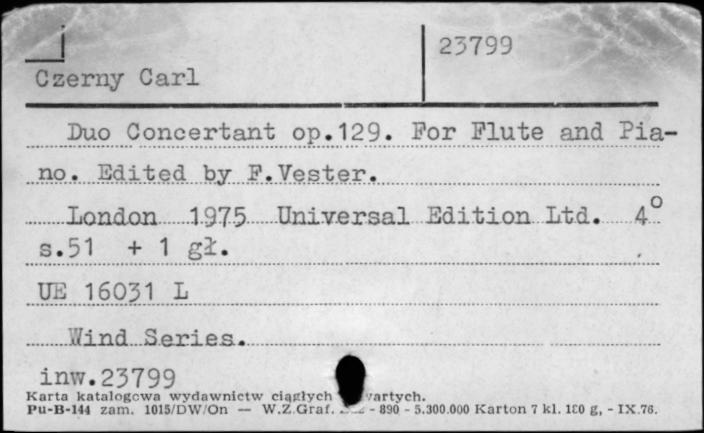 23799
Czerny Carl
Duo Concertant op.129. For Flute and Pia-
no. Edited by F.Vester.
London 1975 Universal Edition Ltd. 4°
s.51 + 1 gł.
UE 16031 L
Wind Series.
inw.23799
Karta katalogowa wydawnictw ciągłych
Pu-B-144 zam. 1015/DW/On — W.Z.Graf. - 890 - 5.300.000 Karton 7 kl. 180 g, - IX.76.